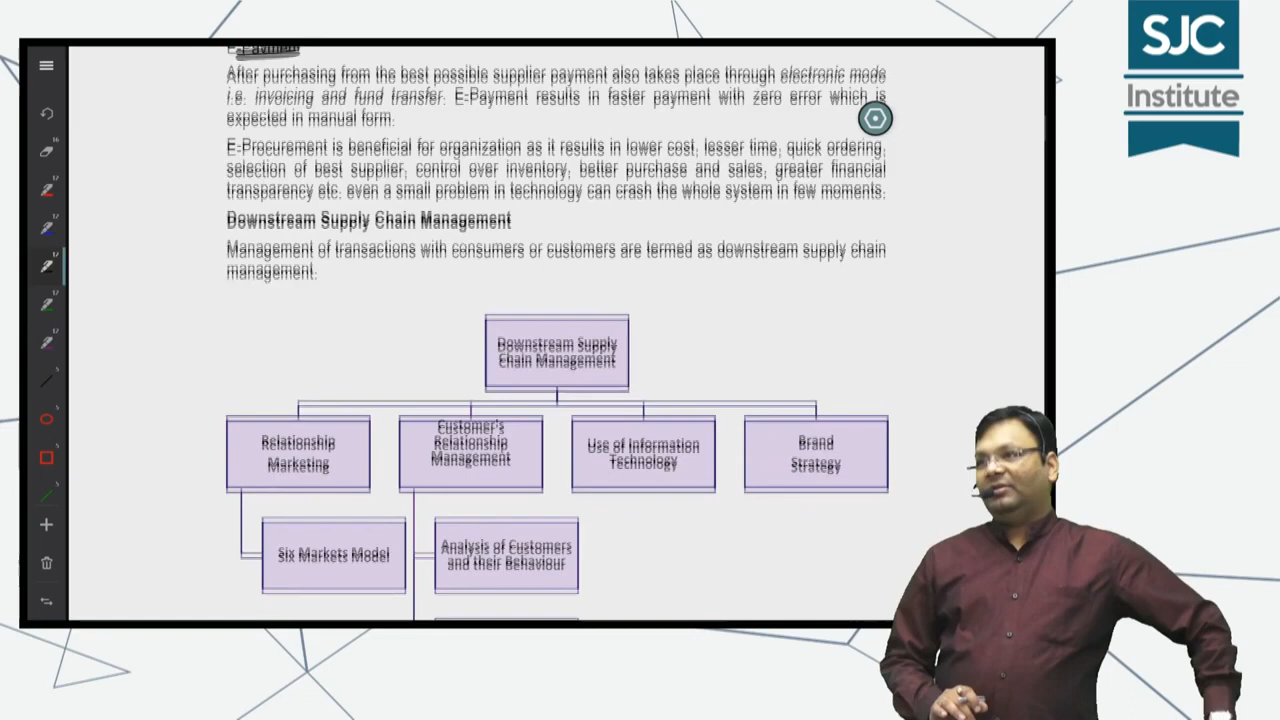 SJC
Institute
E-Payment
After purchasing from the best possible supplier payment also takes place through electronic mode
i.e. invoicing and fund transfer. E-Payment results in faster payment with zero error which is
expected in manual form.
E-Procurement is beneficial for organization as it results in lower cost, lesser time, quick ordering,
selection of best supplier, control over inventory, better purchase and sales, greater financial
transparency etc. even a small problem in technology can crash the whole system in few moments.
Downstream Supply Chain Management
Management of transactions with consumers or customers are termed as downstream supply chain
management.
Downstream Supply
Chain Management
Relationship
Marketing
Customer's
Relationship
Management
Use of Information
Technology
Brand
Strategy
Six Markets Model
Analysis of Customers
and their Behaviour